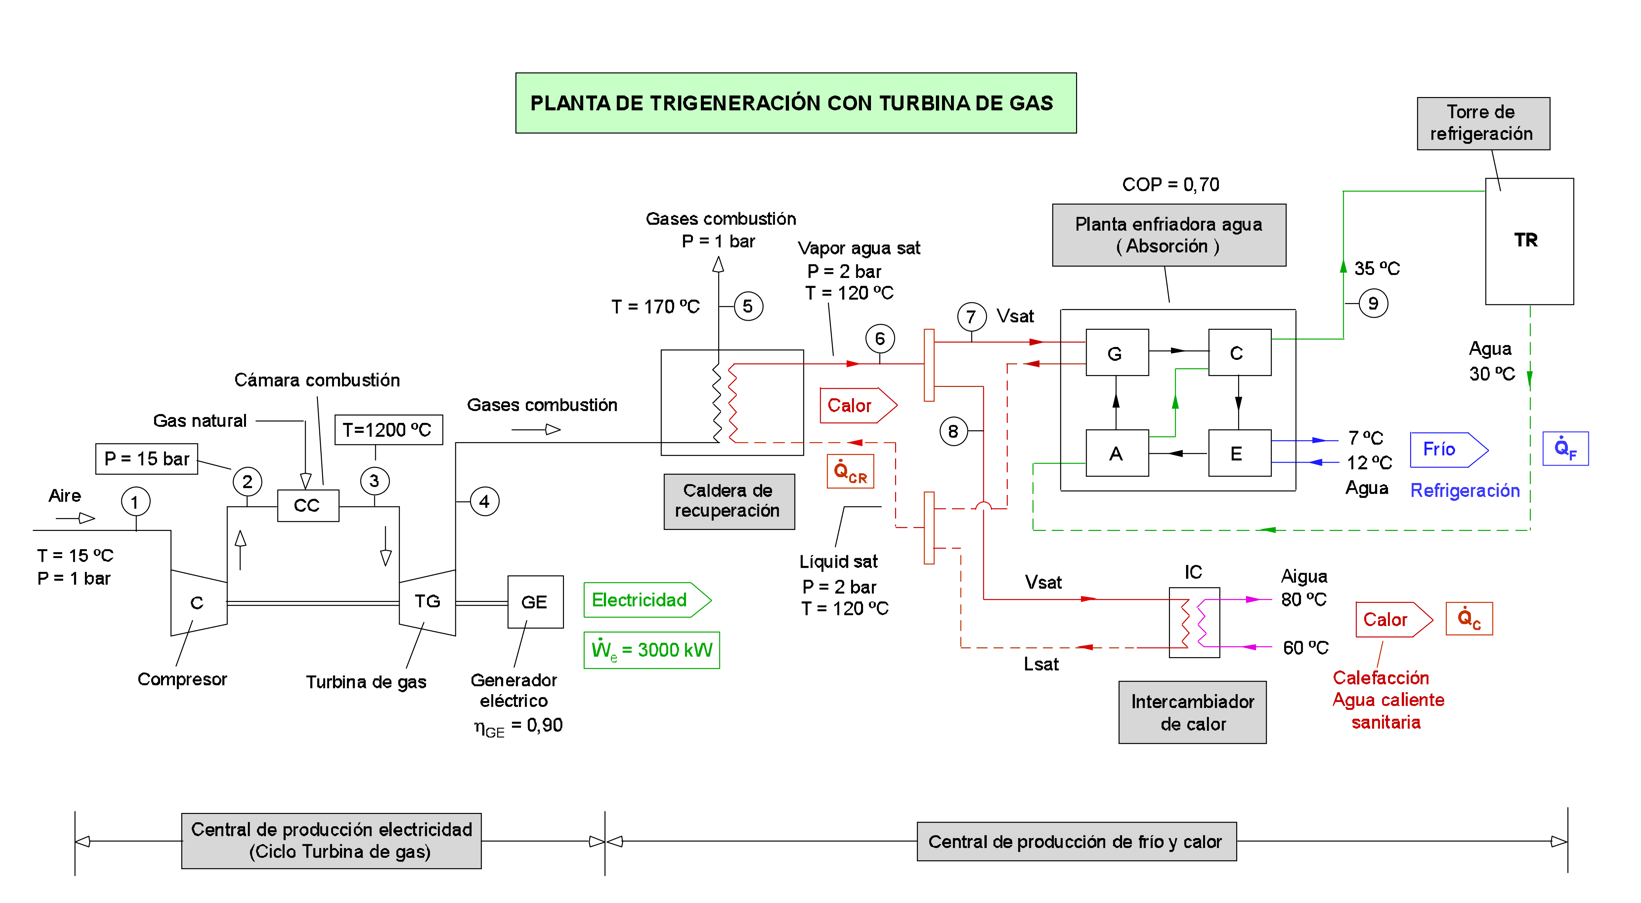 PLANTA DE TRIGENERACIÓN CON TURBINA DE GAS
Torre de
refrigeración
TR
COP = 0,70
Planta enfriadora agua
( Absorción )
Gases combustión
P = 1 bar
T = 170 ºC
5
Vapor agua sat
P = 2 bar
T = 120 ºC
6
7
Vsat
G
C
A
E
35 ºC
9
Agua
30 ºC
7 ºC
12 ºC
Agua
Frío
Refrigeración
Q̇F
Cámara combustión
Gas natural
T=1200 ºC
P = 15 bar
Gases combustión
Calor
Q̇CR
8
Aire
1
2
CC
3
4
T = 15 ºC
P = 1 bar
C
TG
GE
Electricidad
Ẇe = 3000 kW
Compresor
Turbina de gas
Generador
eléctrico
ηGE = 0,90
Caldera de
recuperación
Líquid sat
P = 2 bar
T = 120 ºC
Vsat
Lsat
IC
Aigua
80 ºC
60 ºC
Calor
Q̇C
Calefacción
Agua caliente
sanitaria
Intercambiador
de calor
Central de producción electricidad
(Ciclo Turbina de gas)
Central de producción de frío y calor